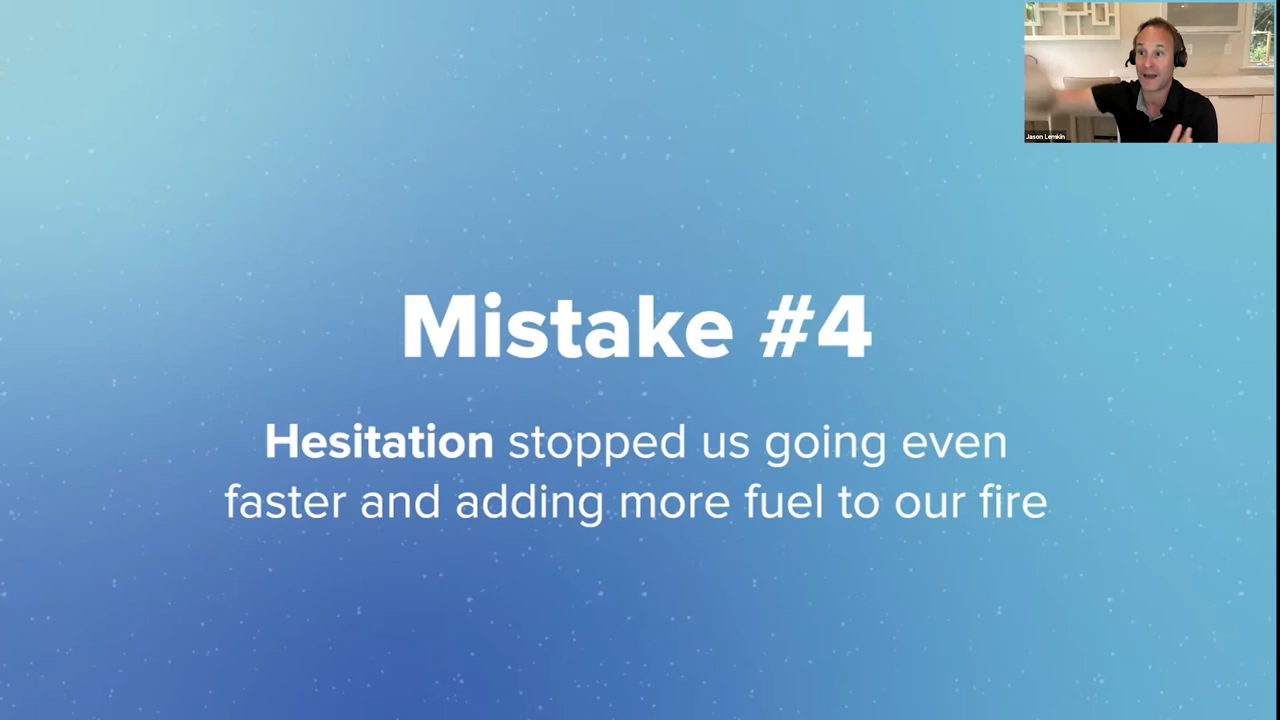 Jason Lemkin
Mistake #4
Hesitation stopped us going even
faster and adding more fuel to our fire